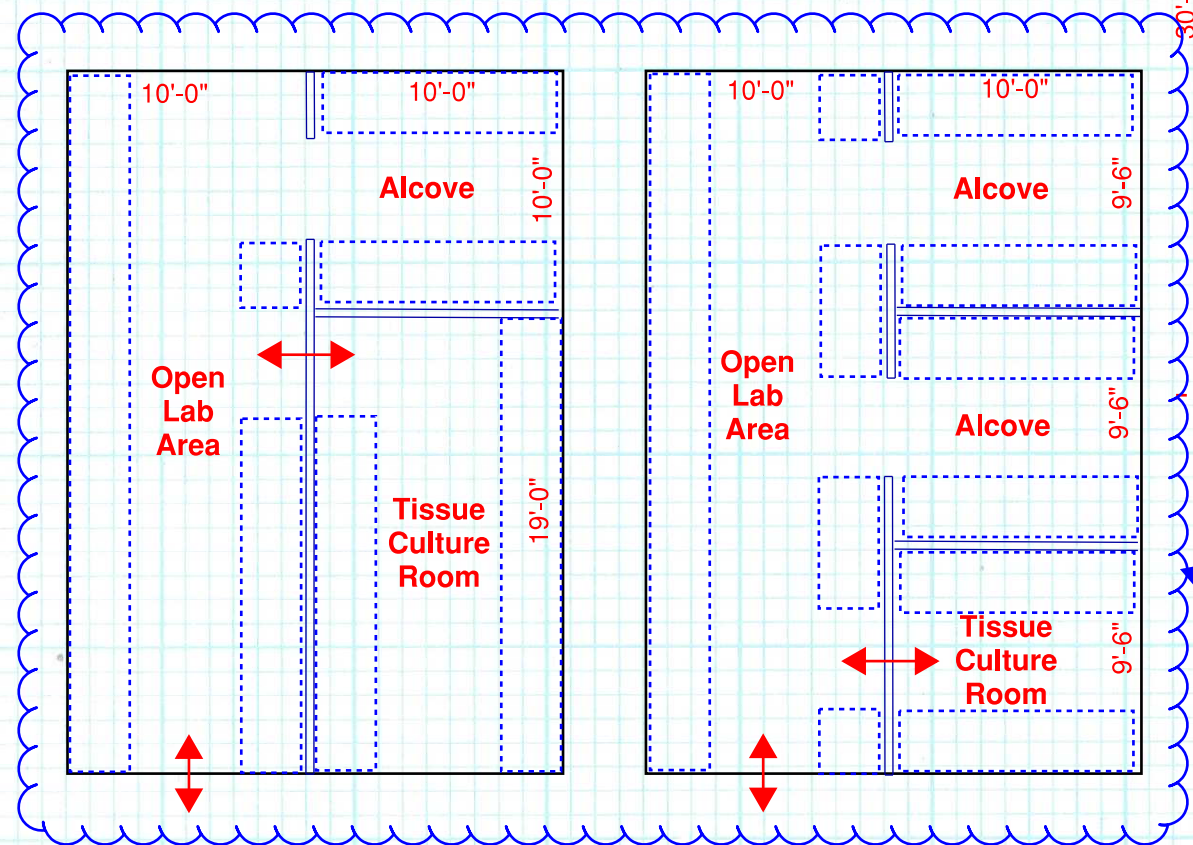 10'-0"
10'-0"
Alcove
10'-0"
Open
Lab
Area
Tissue
Culture
Room
19'-0"
10'-0"
10'-0"
Alcove
9'-6"
Open
Lab
Area
Alcove
9'-6"
Tissue
Culture
Room
9'-6"